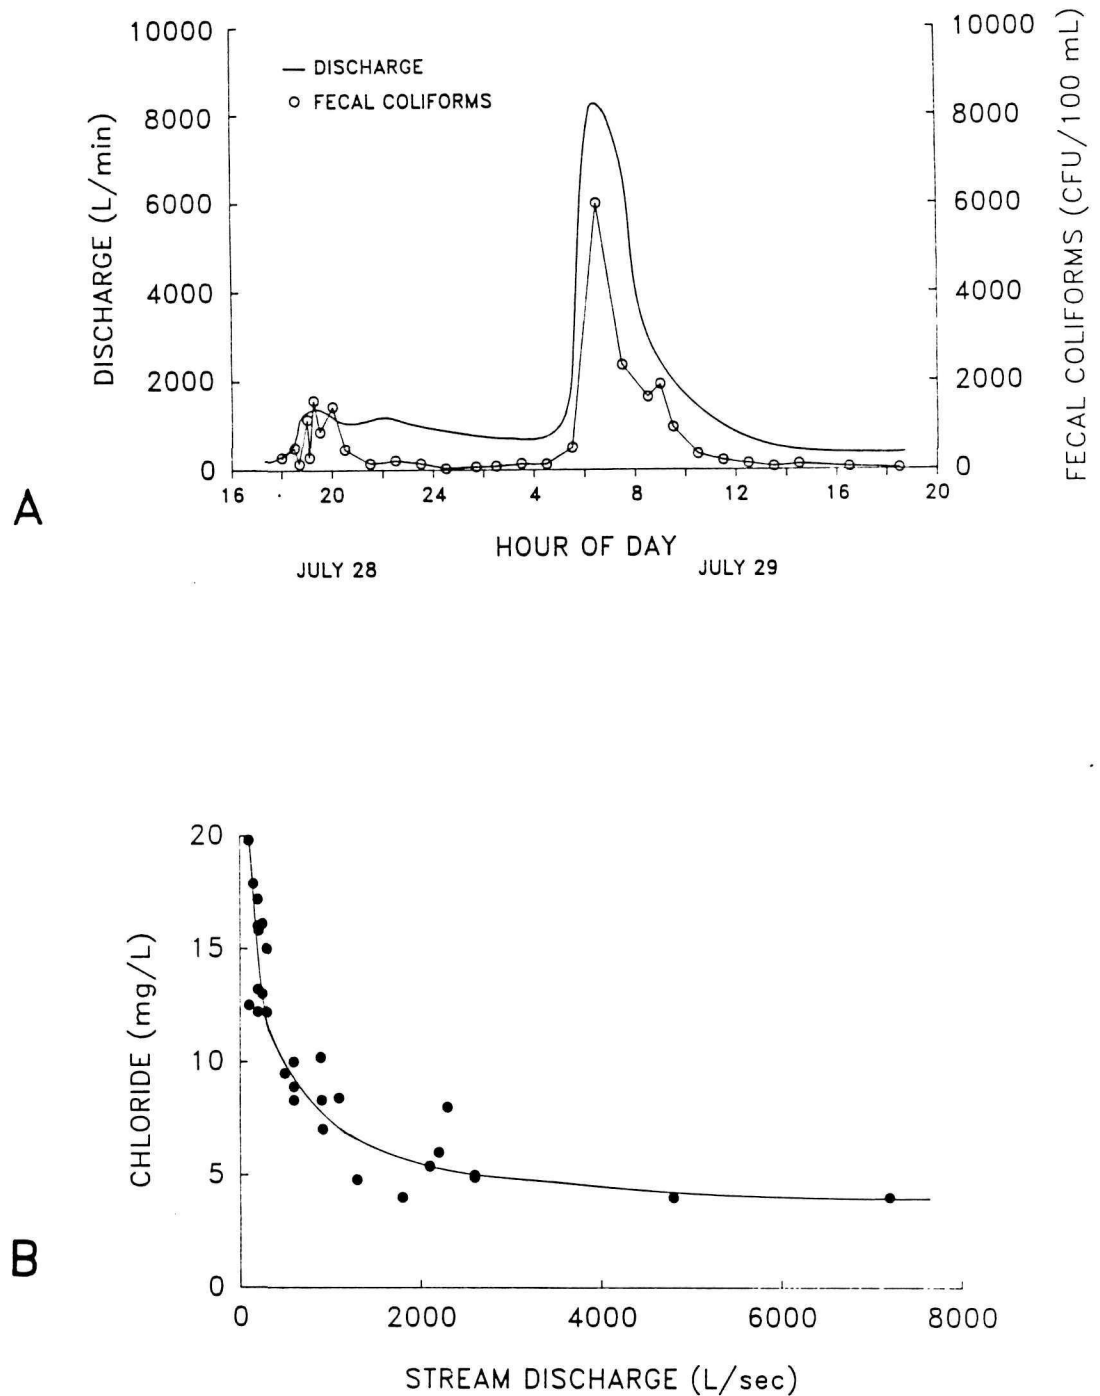 10000
8000
6000
4000
2000
0
DISCHARGE (L/min)
DISCHARGE
FECAL COLIFORMS
10000
8000
6000
4000
2000
0
FECAL COLIFORMS (CFU/100 mL)
16 20 24 4 8 12 16 20
HOUR OF DAY
JULY 28 JULY 29
A
20
15
10
5
0
CHLORIDE (mg/L)
0 2000 4000 6000 8000
STREAM DISCHARGE (L/sec)
B